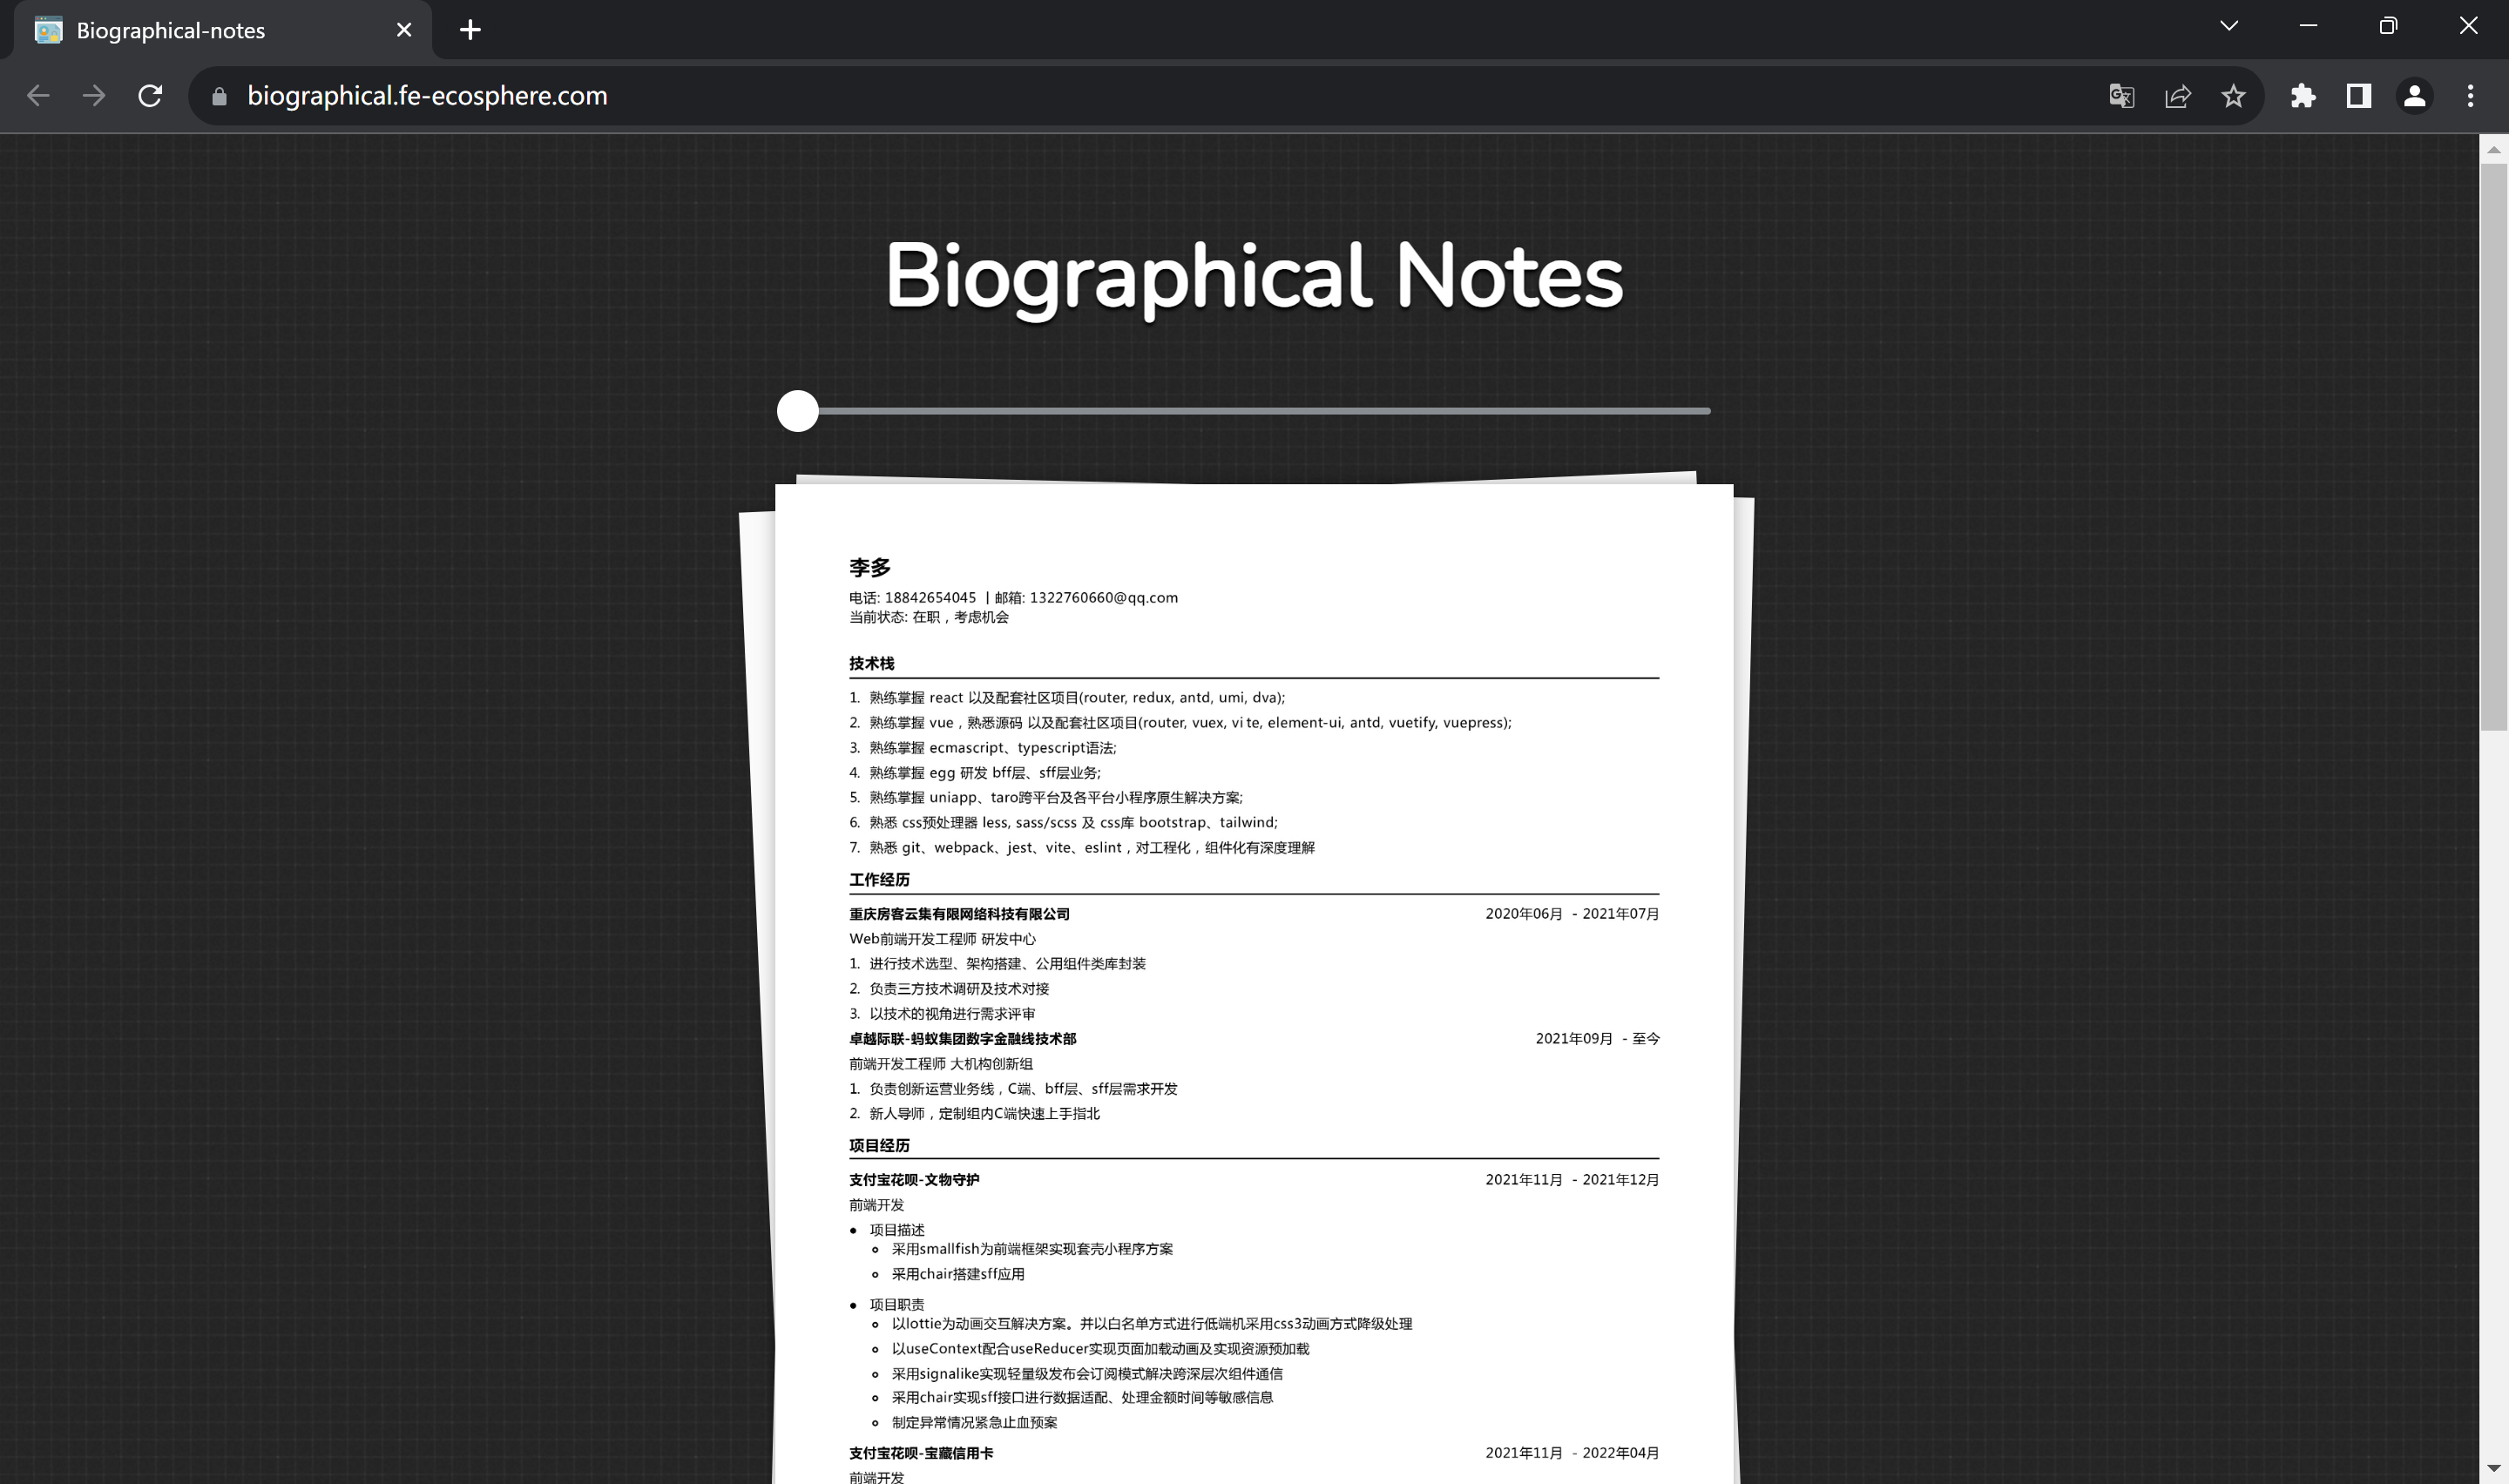 Biographical-notes
biographical.fe-ecosphere.com
Biographical Notes
李多
电话: 18842654045 | 邮箱: 1322760660@qq.com
当前状态: 在职，考虑机会
技术栈
1. 熟练掌握 react 以及配套社区项目(router, redux, antd, umi, dva);
2. 熟练掌握 vue，熟悉源码 以及配套社区项目(router, vuex, vite, element-ui, antd, vuetify, vuepress);
3. 熟练掌握 ecmascript、typescript语法;
4. 熟练掌握 egg 研发 bff层、sff层业务;
5. 熟练掌握 uniapp、taro跨平台及各平台小程序原生解决方案;
6. 熟悉 css预处理器 less, sass/scss 及 css库 bootstrap、tailwind;
7. 熟悉 git、webpack、jest、vite、eslint，对工程化，组件化有深度理解
工作经历
重庆房客云集有限网络科技有限公司 2020年06月 - 2021年07月
Web前端开发工程师 研发中心
1. 进行技术选型、架构搭建、公用组件类库封装
2. 负责三方技术调研及技术对接
3. 以技术的视角进行需求评审
卓越际联-蚂蚁集团数字金融线技术部 2021年09月 - 至今
前端开发工程师 大机构创新组
1. 负责创新运营业务线，C端、bff层、sff层需求开发
2. 新人导师，定制组内C端快速上手指北
项目经历
支付宝花呗-文物守护 2021年11月 - 2021年12月
前端开发
项目描述
采用smallfish为前端框架实现套壳小程序方案
采用chair搭建sff应用
项目职责
以lottie为动画交互解决方案。并以白名单方式进行低端机采用css3动画方式降级处理
以useContext配合useReducer实现页面加载动画及实现资源预加载
采用signalike实现轻量级发布会订阅模式解决跨深层次组件通信
采用chair实现sff接口进行数据适配、处理金额时间等敏感信息
制定异常情况紧急止血预案
支付宝花呗-宝藏信用卡 2021年11月 - 2022年04月
前端开发